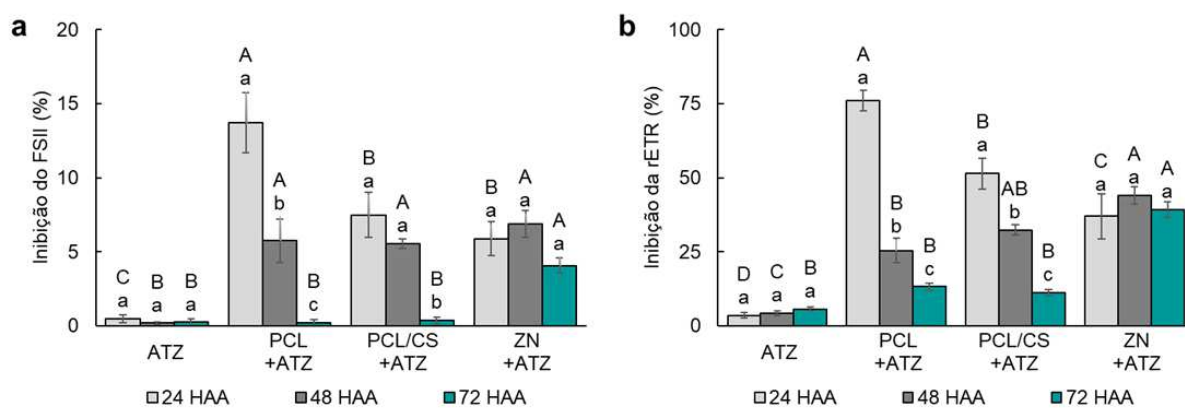 a
Inibição do FSII (%)
20
15
10
5
0
C
a
B
a
B
a
A
a
A
b
B
c
B
a
A
a
B
b
B
a
A
a
A
a
ATZ
PCL
+ATZ
PCL/CS
+ATZ
ZN
+ATZ
24 HAA 48 HAA 72 HAA
b
Inibição da rETR (%)
100
75
50
25
0
D
a
C
a
B
a
A
a
B
b
B
c
B
a
AB
b
B
c
C
a
A
a
A
a
ATZ
PCL
+ATZ
PCL/CS
+ATZ
ZN
+ATZ
24 HAA 48 HAA 72 HAA